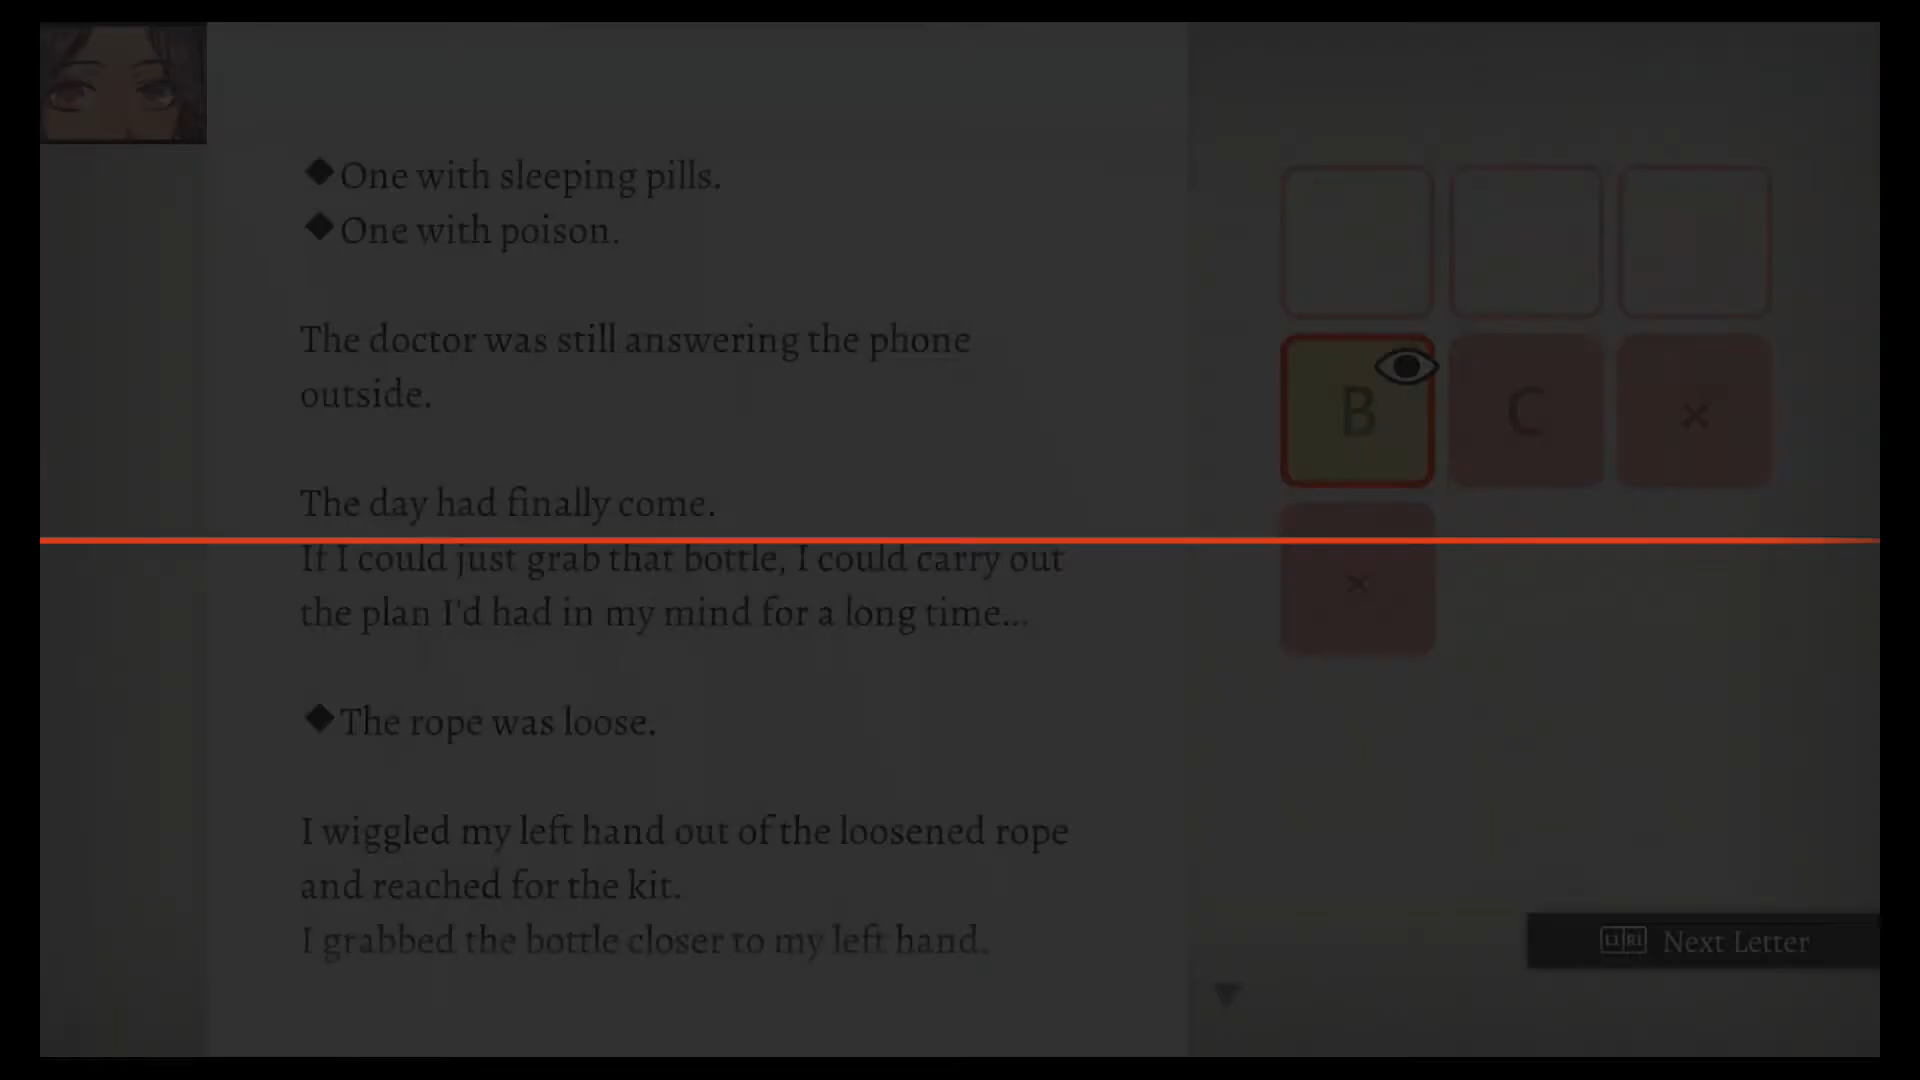 ◆One with sleeping pills.
◆One with poison.
The doctor was still answering the phone
outside.
The day had finally come.
If I could just grab that bottle, I could carry out
the plan I'd had in my mind for a long time...
◆The rope was loose.
I wiggled my left hand out of the loosened rope
and reached for the kit.
I grabbed the bottle closer to my left hand.
B C ×
×
L1 R1 Next Letter